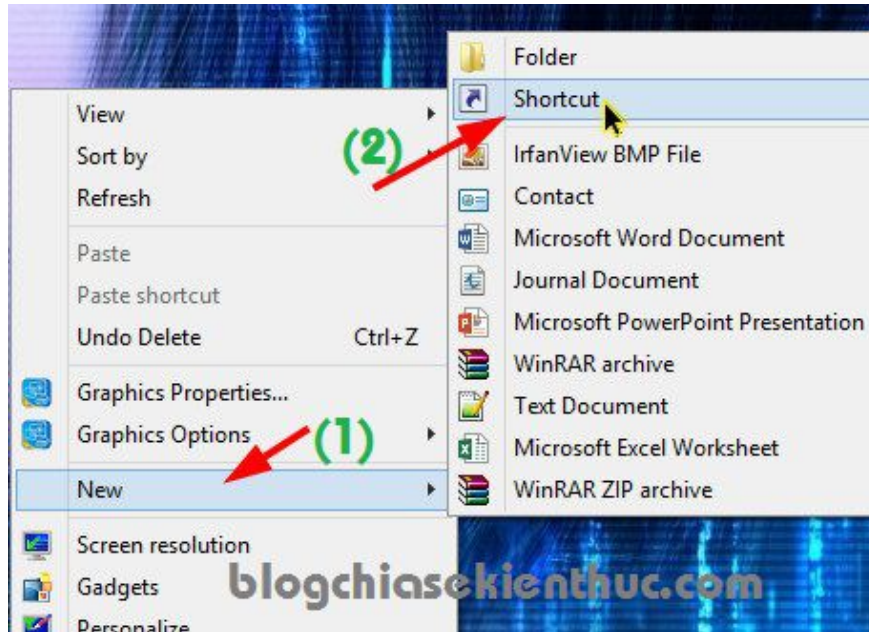 View
Sort by
Refresh
Paste
Paste shortcut
Undo Delete Ctrl+Z
Graphics Properties...
Graphics Options
(1)
New
Screen resolution
Gadgets
Personalize
(2)
Folder
Shortcut
IrfanView BMP File
Contact
Microsoft Word Document
Journal Document
Microsoft PowerPoint Presentation
WinRAR archive
Text Document
Microsoft Excel Worksheet
WinRAR ZIP archive
blogchiasekienthuc.com